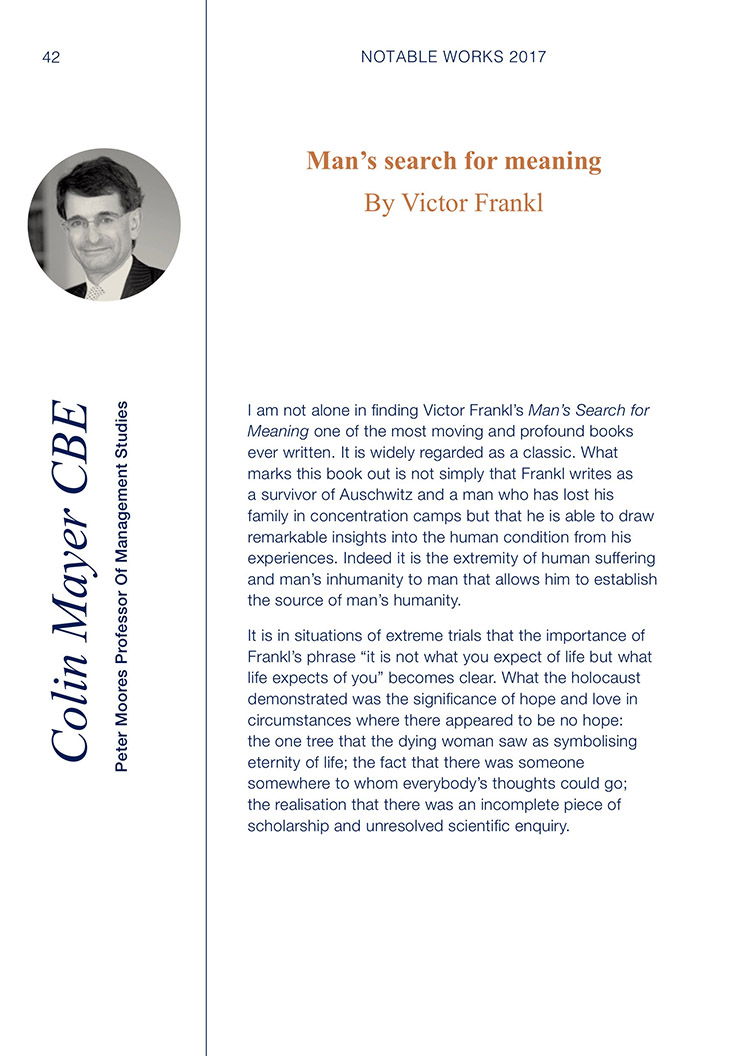 42
NOTABLE WORKS 2017
Man’s search for meaning
By Victor Frankl
Colin Mayer CBE
Peter Moores Professor Of Management Studies
I am not alone in finding Victor Frankl’s Man’s Search for
Meaning one of the most moving and profound books
ever written. It is widely regarded as a classic. What
marks this book out is not simply that Frankl writes as
a survivor of Auschwitz and a man who has lost his
family in concentration camps but that he is able to draw
remarkable insights into the human condition from his
experiences. Indeed it is the extremity of human suffering
and man’s inhumanity to man that allows him to establish
the source of man’s humanity.
It is in situations of extreme trials that the importance of
Frankl’s phrase “it is not what you expect of life but what
life expects of you” becomes clear. What the holocaust
demonstrated was the significance of hope and love in
circumstances where there appeared to be no hope:
the one tree that the dying woman saw as symbolising
eternity of life; the fact that there was someone
somewhere to whom everybody’s thoughts could go;
the realisation that there was an incomplete piece of
scholarship and unresolved scientific enquiry.